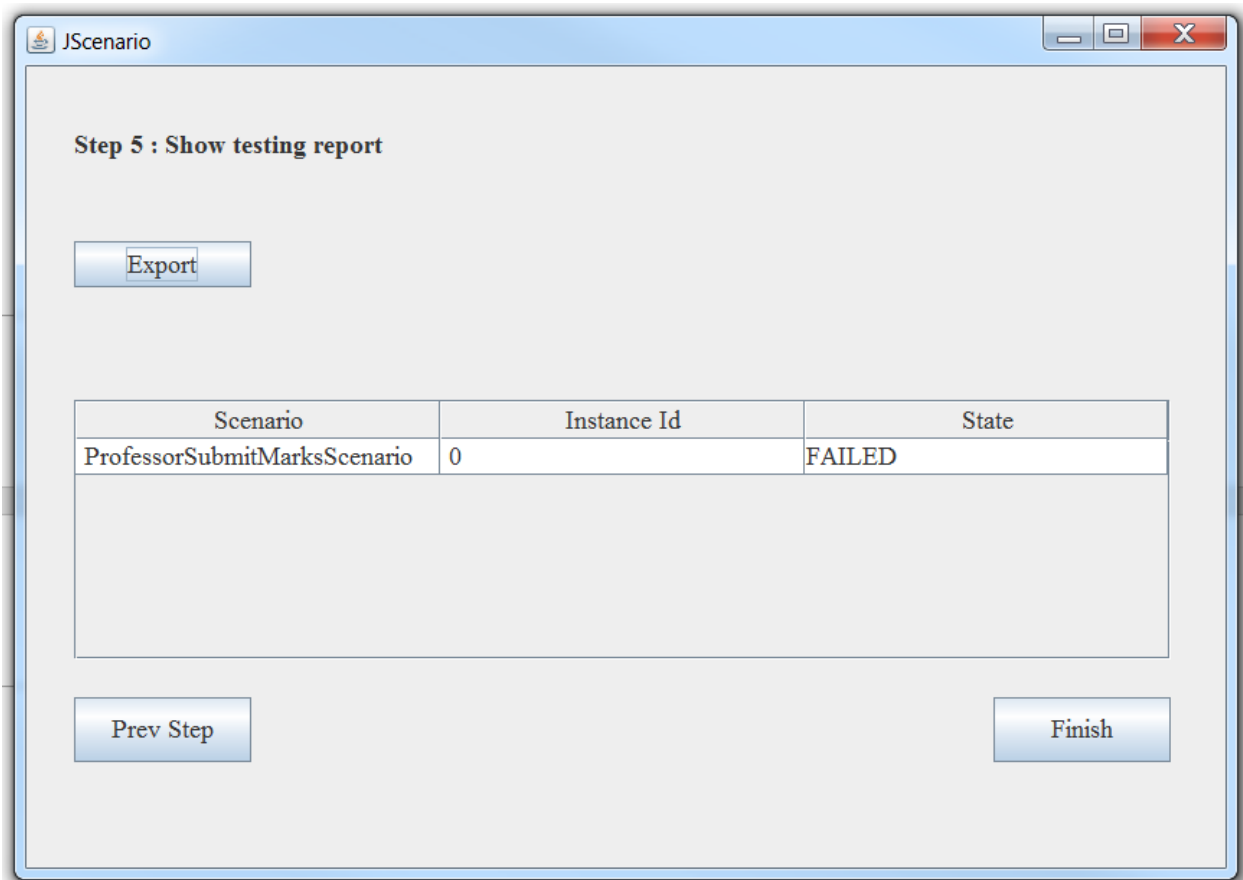 JScenario
Step 5 : Show testing report
Export
Scenario Instance Id State
ProfessorSubmitMarksScenario 0 FAILED
Prev Step Finish